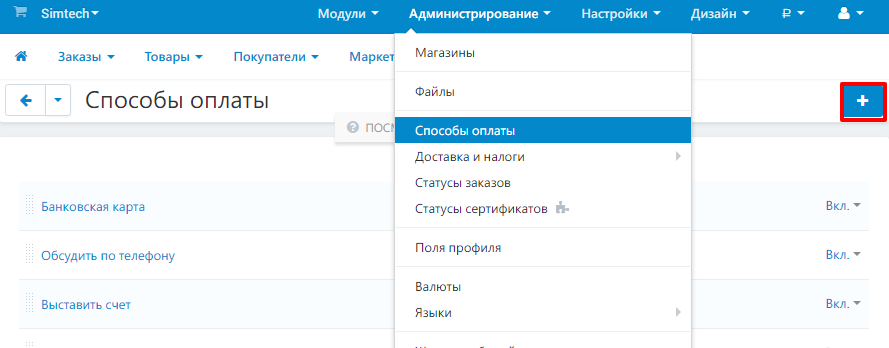 Simtech
Модули Администрирование Настройки Дизайн ₽
Заказы Товары Покупатели Маркет
Способы оплаты
ПОСМ
Магазины
Файлы
Способы оплаты
Доставка и налоги
Статусы заказов
Статусы сертификатов
Поля профиля
Валюты
Языки
Банковская карта Вкл.
Обсудить по телефону Вкл.
Выставить счет Вкл.